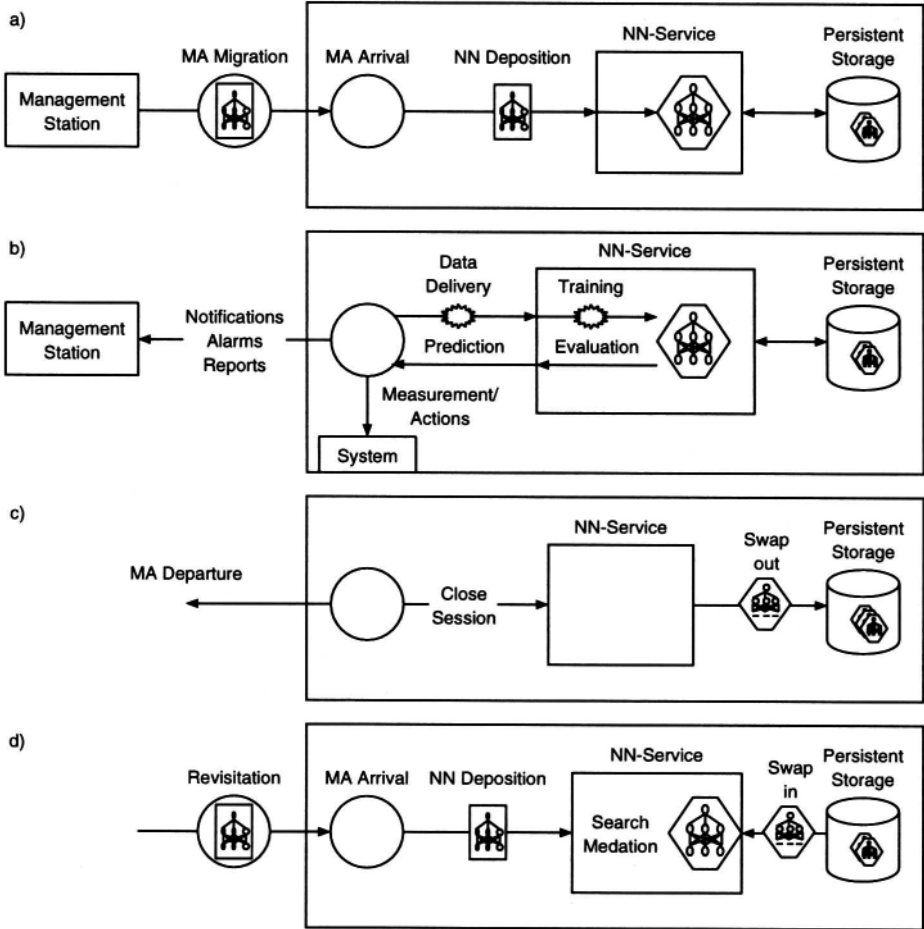 a)
Management
Station
MA Migration
MA Arrival
NN Deposition
NN-Service
Persistent
Storage
b)
Management
Station
Notifications
Alarms
Reports
Data
Delivery
Prediction
Measurement/
Actions
System
NN-Service
Training
Evaluation
Persistent
Storage
c)
MA Departure
Close
Session
NN-Service
Swap
out
Persistent
Storage
d)
Revisitation
MA Arrival
NN Deposition
NN-Service
Search
Medation
Swap
in
Persistent
Storage